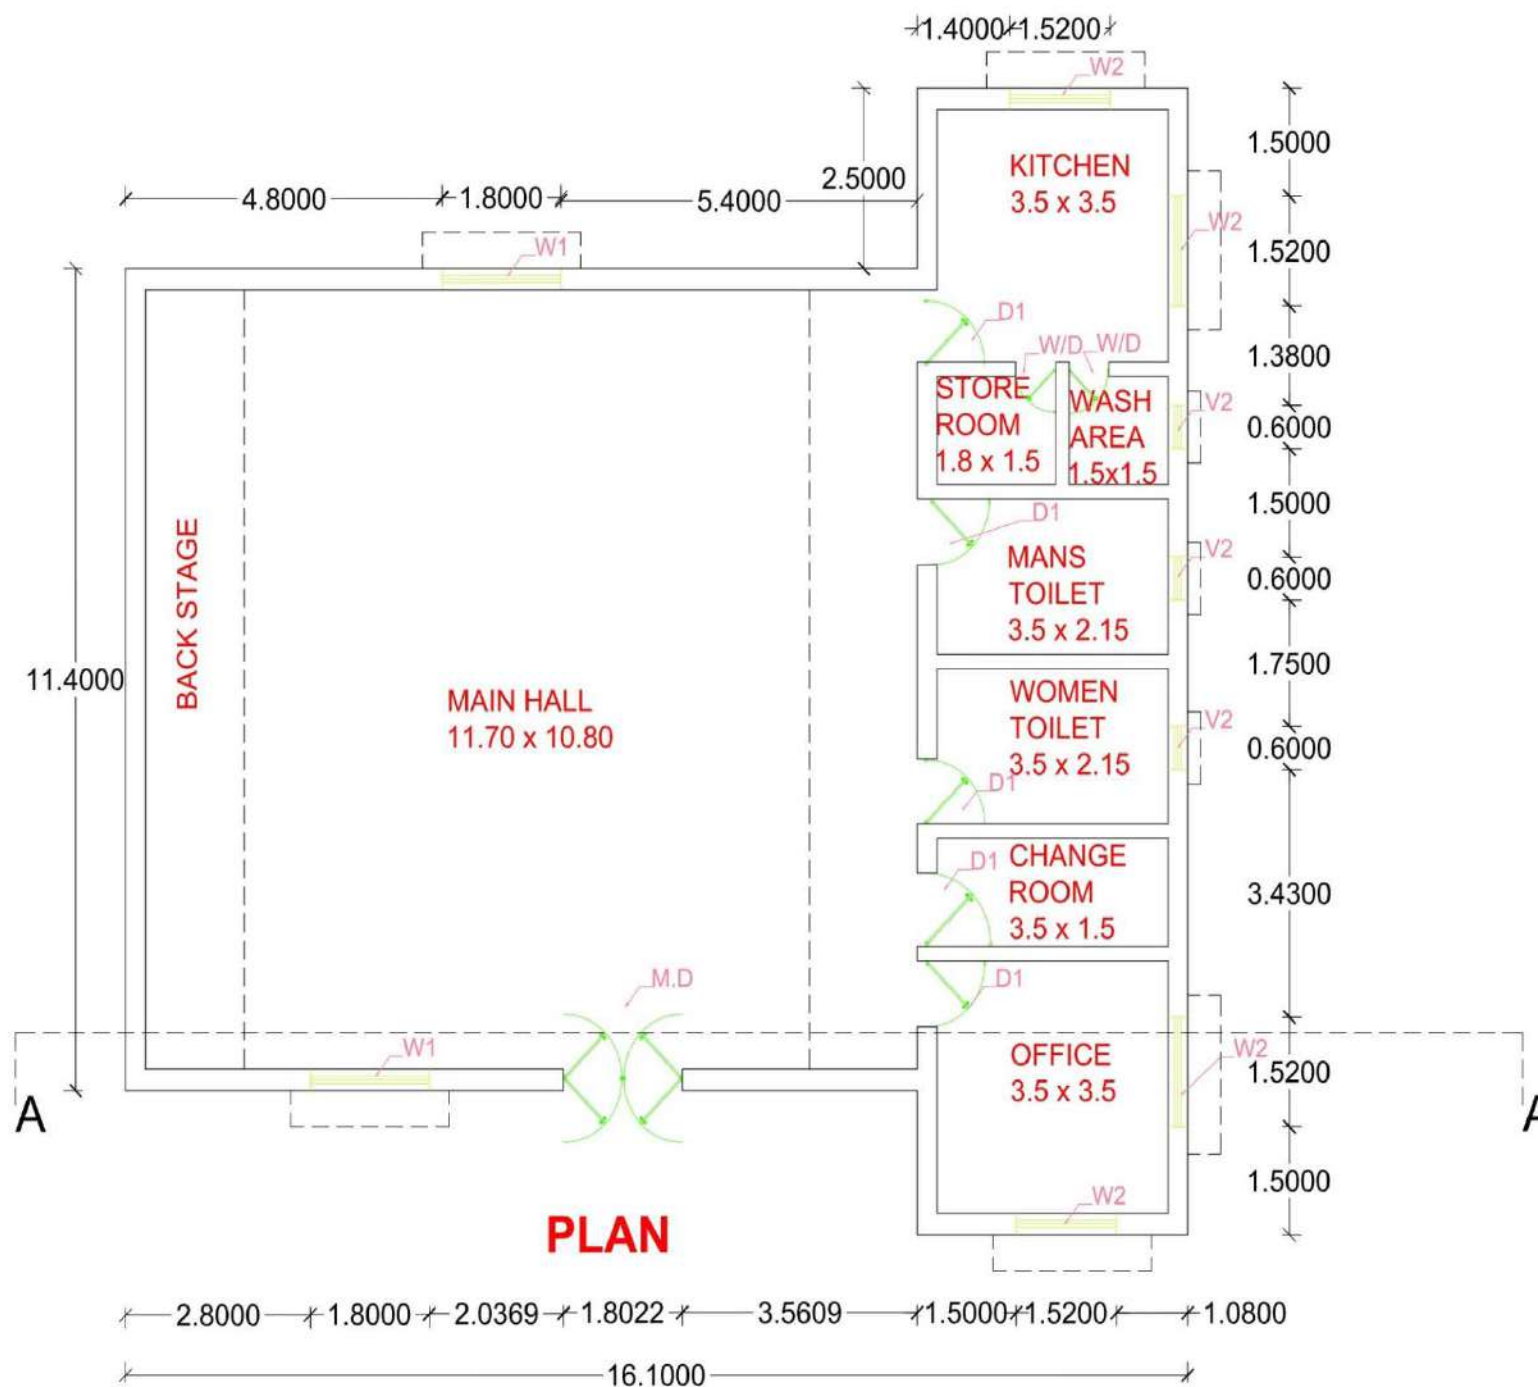 1.4000 1.5200
W2
1.5000
KITCHEN
3.5 x 3.5
2.5000
4.8000 1.8000 5.4000
W1
W2
1.5200
D1
W/D W/D
1.3800
STORE
ROOM
1.8 x 1.5
WASH
AREA
1.5x1.5
V2
0.6000
1.5000
D1
MANS
TOILET
3.5 x 2.15
V2
0.6000
BACK STAGE
11.4000
MAIN HALL
11.70 x 10.80
1.7500
WOMEN
TOILET
3.5 x 2.15
V2
0.6000
D1
CHANGE
ROOM
3.5 x 1.5
D1
3.4300
M.D
D1
W1
OFFICE
3.5 x 3.5
W2
1.5200
A A
1.5000
W2
PLAN
2.8000 1.8000 2.0369 1.8022 3.5609 1.5000 1.5200 1.0800
16.1000